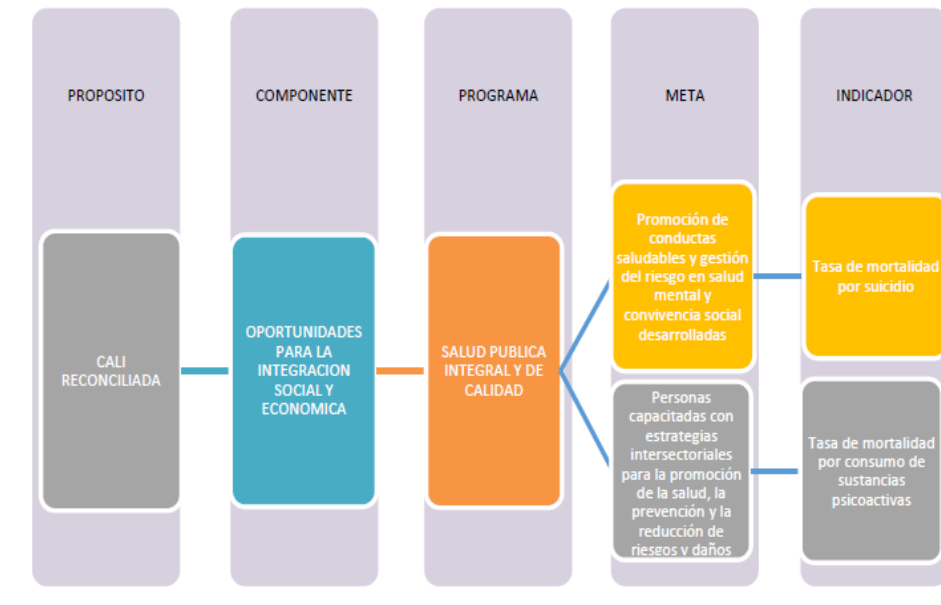 PROPOSITO
COMPONENTE
PROGRAMA
META
INDICADOR
CALI
RECONCILIADA
OPORTUNIDADES
PARA LA
INTEGRACION
SOCIAL Y
ECONOMICA
SALUD PUBLICA
INTEGRAL Y DE
CALIDAD
Promoción de
conductas
saludables y gestión
del riesgo en salud
mental y
convivencia social
desarrolladas
Tasa de mortalidad
por suicidio
Personas
capacitadas con
estrategias
intersectoriales
para la promoción
de la salud, la
prevención y la
reducción de
riesgos y daños
Tasa de mortalidad
por consumo de
sustancias
psicoactivas